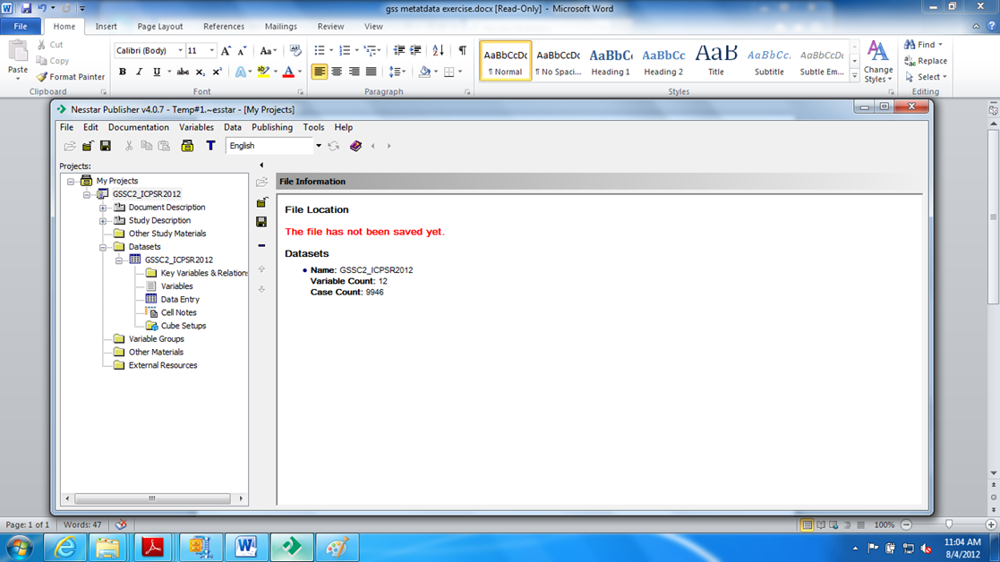 gss metatdata exercise.docx [Read-Only] - Microsoft Word
File Home Insert Page Layout References Mailings Review View
Paste
Cut
Copy
Format Painter
Clipboard
Calibri (Body) 11
Font
Paragraph
AaBbCcDc AaBbCcDc AaBbC AaBbCc AaB AaBbCc. AaBbCcDc
¶ Normal ¶ No Spaci... Heading 1 Heading 2 Title Subtitle Subtle Em...
Change Styles
Styles
Find
Replace
Select
Editing
Nesstar Publisher v4.0.7 - Temp#1.~esstar - [My Projects]
File Edit Documentation Variables Data Publishing Tools Help
English
Projects:
My Projects
GSSC2_ICPSR2012
Document Description
Study Description
Other Study Materials
Datasets
GSSC2_ICPSR2012
Key Variables & Relation
Variables
Data Entry
Cell Notes
Cube Setups
Variable Groups
Other Materials
External Resources
File Information
File Location
The file has not been saved yet.
Datasets
• Name: GSSC2_ICPSR2012
Variable Count: 12
Case Count: 9946
Page: 1 of 1 Words: 47 100%
11:04 AM
8/4/2012